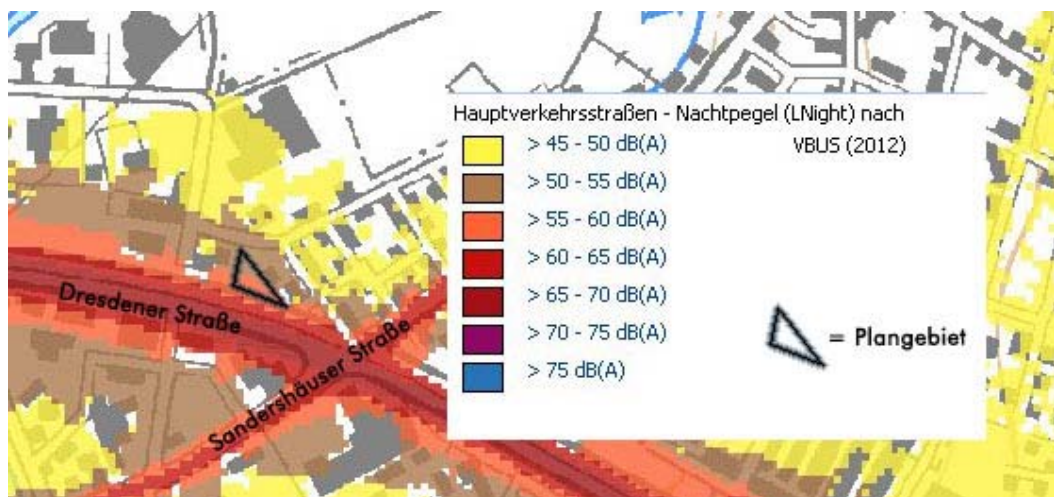 Hauptverkehrsstraßen - Nachtpegel (LNight) nach
VBUS (2012)
> 45 - 50 dB(A)
> 50 - 55 dB(A)
> 55 - 60 dB(A)
> 60 - 65 dB(A)
> 65 - 70 dB(A)
> 70 - 75 dB(A)
> 75 dB(A)
= Plangebiet
Dresdener Straße
Sandershäuser Straße